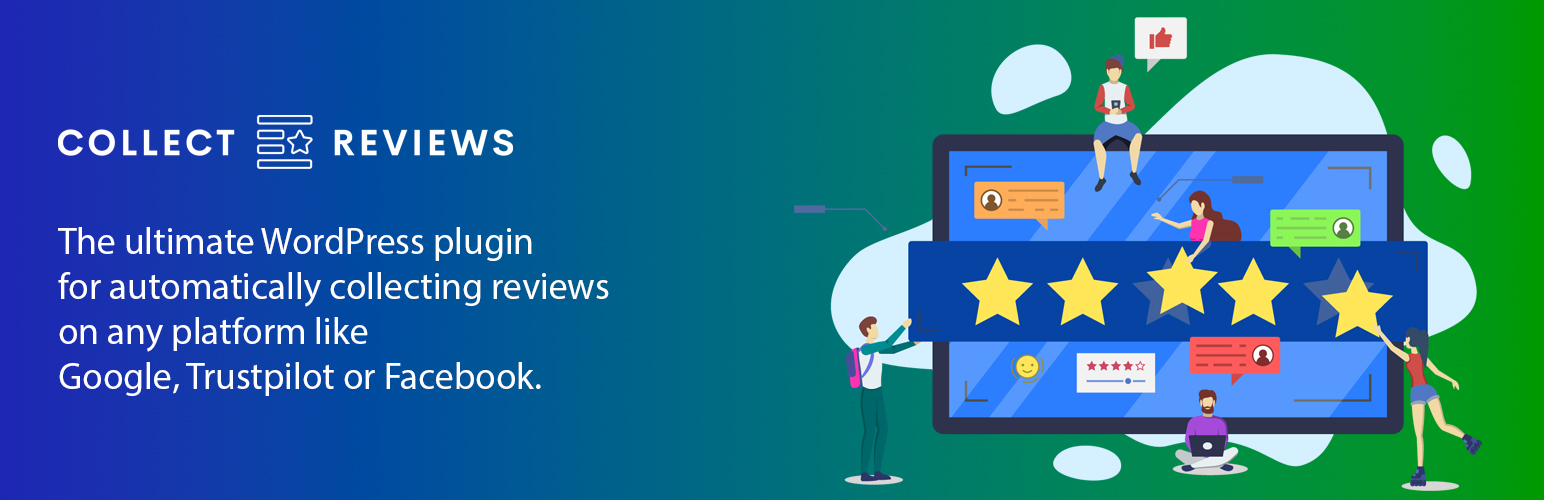 COLLECT REVIEWS
The ultimate WordPress plugin
for automatically collecting reviews
on any platform like
Google, Trustpilot or Facebook.